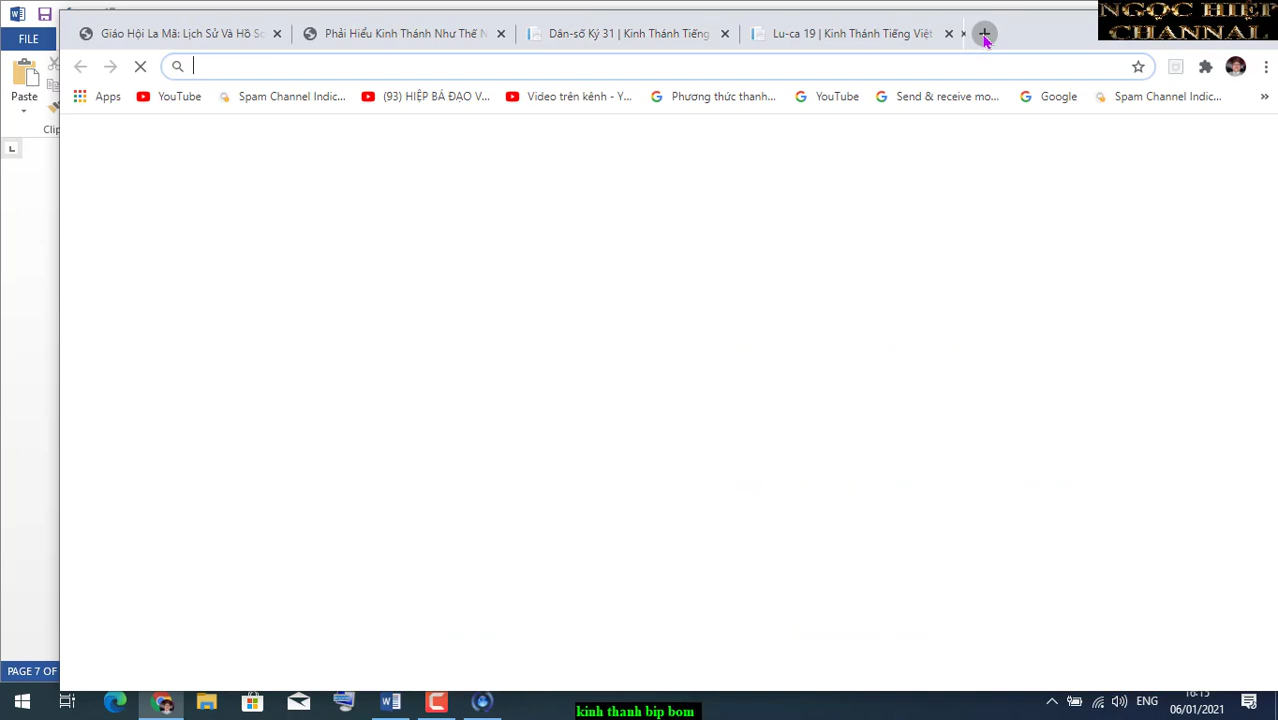 NGỌC HIỆP
CHANNAL
FILE
Giáo Hội La Mã: Lịch Sử Và Hồ Sơ
Phải Hiểu Kinh Thánh Như Thế N
Dân-số Ký 31 | Kinh Thánh Tiếng
Lu-ca 19 | Kinh Thánh Tiếng Việt
Paste
Apps
YouTube
Spam Channel Indic...
(93) HIỆP BÁ ĐẠO V...
Video trên kênh - Y...
Phương thức thanh...
YouTube
Send & receive mo...
Google
Spam Channel Indic...
»
Clip
PAGE 7 OF
ENG
16:15
06/01/2021
kinh thanh bip bom